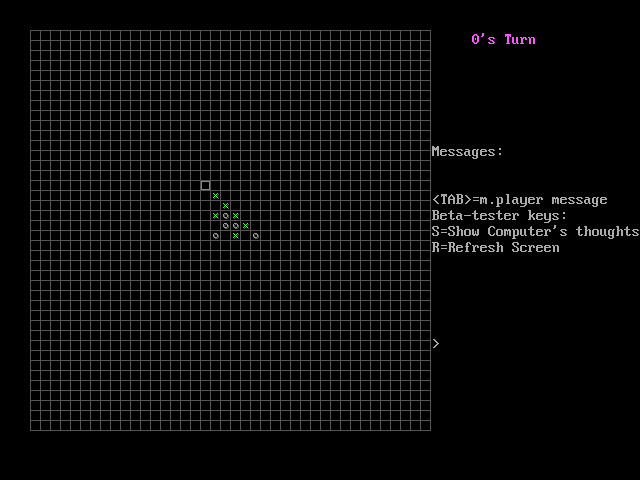 O's Turn
Messages:
<TAB>=m.player message
Beta-tester keys:
S=Show Computer's thoughts
R=Refresh Screen
>